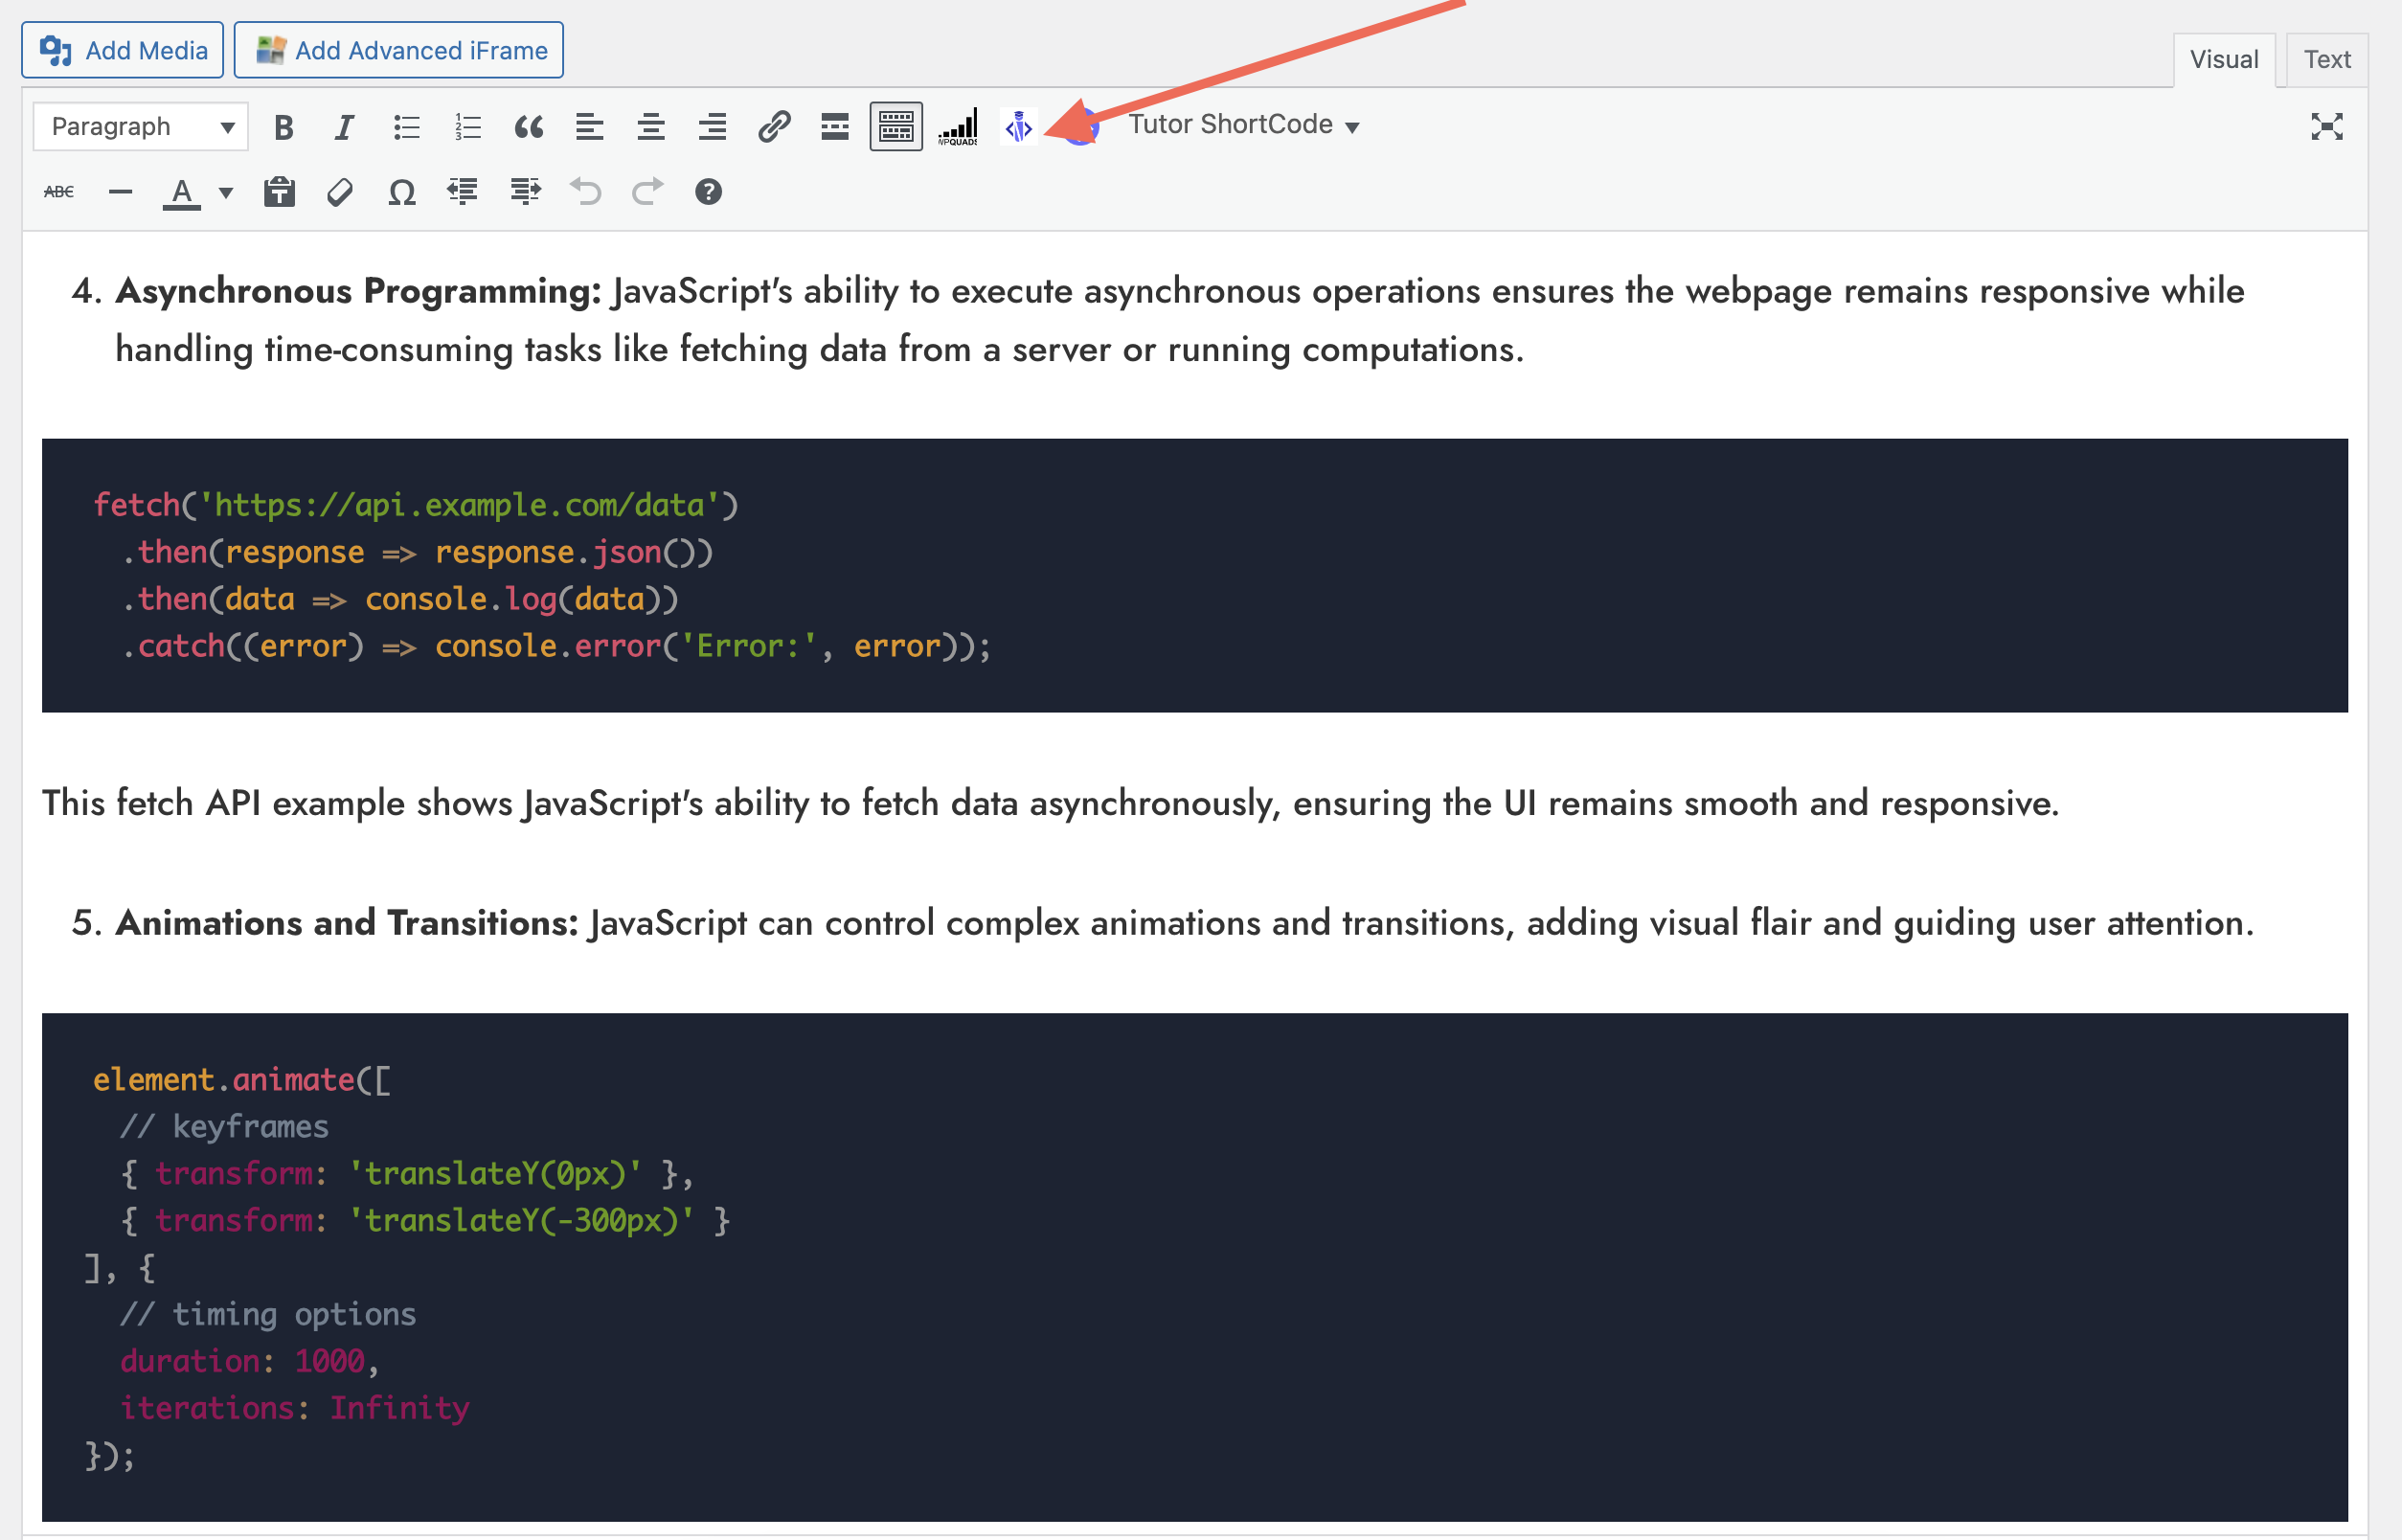 Add Media
Add Advanced iFrame
Visual
Text
Paragraph
B
I
1
2
3
WPQUADS
Tutor ShortCode
ABC
A
T
Ω
?
4. Asynchronous Programming: JavaScript's ability to execute asynchronous operations ensures the webpage remains responsive while
handling time-consuming tasks like fetching data from a server or running computations.
fetch('https://api.example.com/data')
  .then(response => response.json())
  .then(data => console.log(data))
  .catch((error) => console.error('Error:', error));
This fetch API example shows JavaScript's ability to fetch data asynchronously, ensuring the UI remains smooth and responsive.
5. Animations and Transitions: JavaScript can control complex animations and transitions, adding visual flair and guiding user attention.
element.animate([
  // keyframes
  { transform: 'translateY(0px)' },
  { transform: 'translateY(-300px)' }
], {
  // timing options
  duration: 1000,
  iterations: Infinity
});